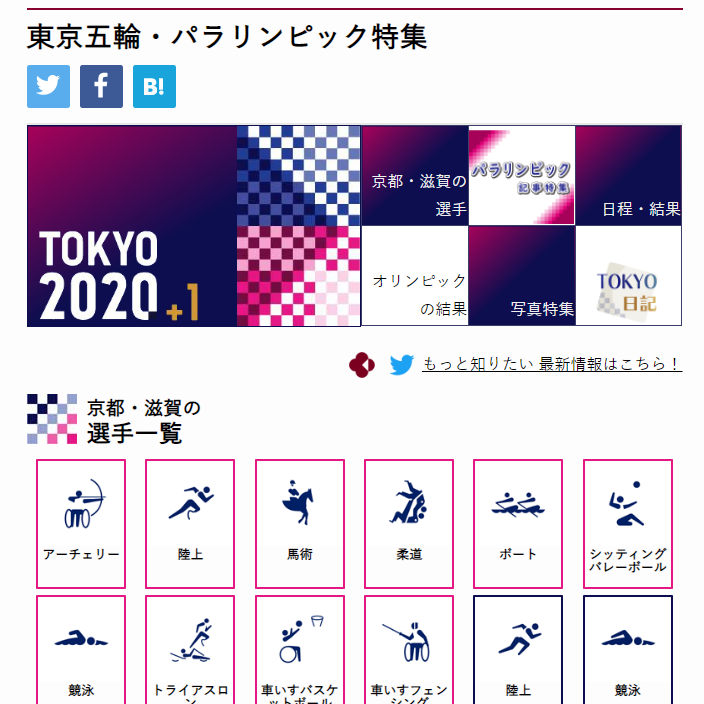 東京五輪・パラリンピック特集
B!
TOKYO
2020 +1
京都・滋賀の
選手
パラリンピック
記事特集
日程・結果
オリンピック
の結果
写真特集
TOKYO
日記
もっと知りたい 最新情報はこちら！
京都・滋賀の
選手一覧
アーチェリー
陸上
馬術
柔道
ボート
シッティング
バレーボール
競泳
トライアスロ
ン
車いすバスケ
ットボール
車いすフェン
シング
陸上
競泳